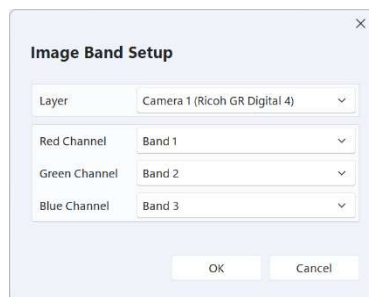 Image Band Setup
Layer Camera 1 (Ricoh GR Digital 4)
Red Channel Band 1
Green Channel Band 2
Blue Channel Band 3
OK Cancel